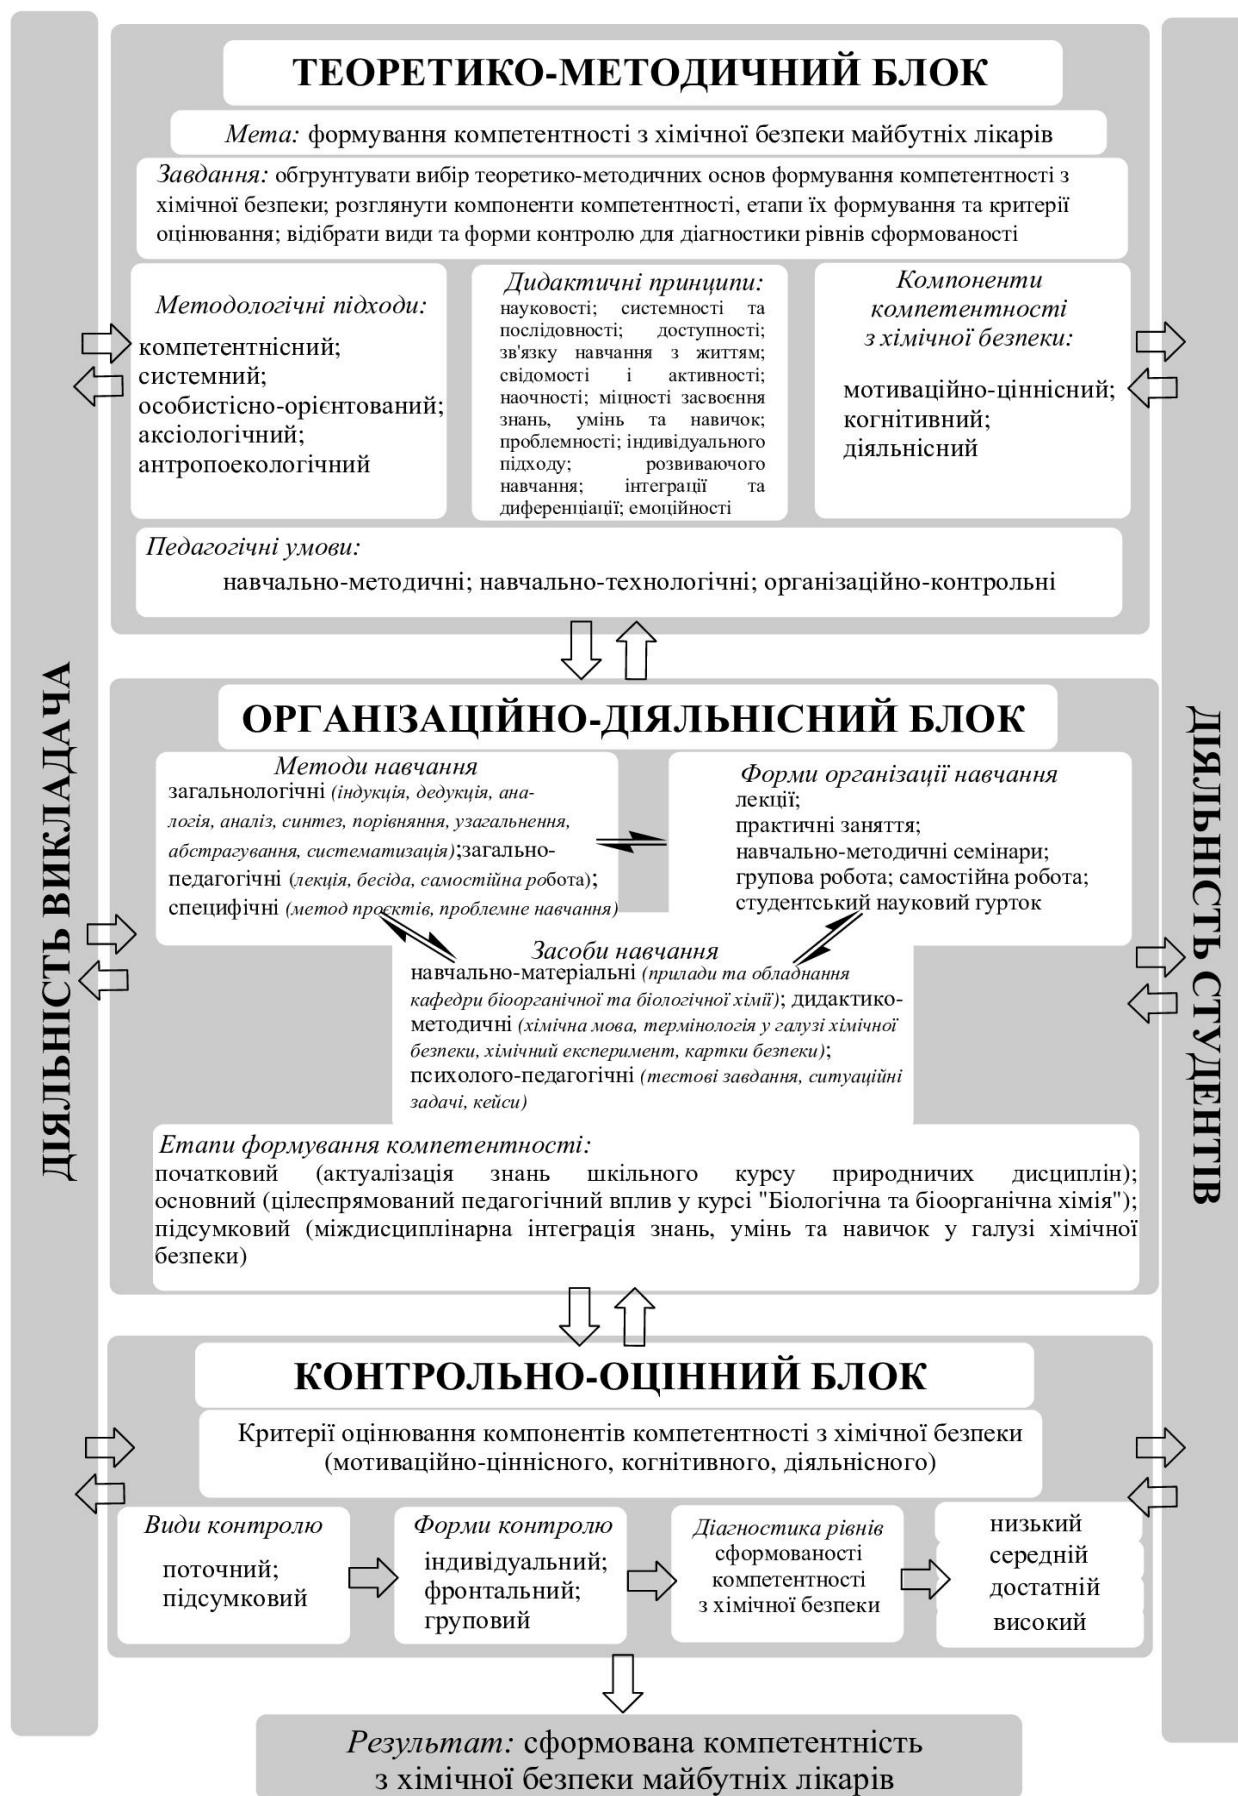 ТЕОРЕТИКО-МЕТОДИЧНИЙ БЛОК
Мета: формування компетентності з хімічної безпеки майбутніх лікарів
Завдання: обгрунтувати вибір теоретико-методичних основ формування компетентності з
хімічної безпеки; розглянути компоненти компетентності, етапи їх формування та критерії
оцінювання; відібрати види та форми контролю для діагностики рівнів сформованості
Методологічні підходи:
компетентнісний;
системний;
особистісно-орієнтований;
аксіологічний;
антропоекологічний
Дидактичні принципи:
науковості; системності та
послідовності; доступності;
зв'язку навчання з життям;
свідомості і активності;
наочності; міцності засвоєння
знань, умінь та навичок;
проблемності; індивідуального
підходу; розвиваючого
навчання; інтеграції та
диференціації; емоційності
Компоненти
компетентності
з хімічної безпеки:
мотиваційно-ціннісний;
когнітивний;
діяльнісний
Педагогічні умови:
навчально-методичні; навчально-технологічні; організаційно-контрольні
ДІЯЛЬНІСТЬ ВИКЛАДАЧА
ДІЯЛЬНІСТЬ СТУДЕНТІВ
ОРГАНІЗАЦІЙНО-ДІЯЛЬНІСНИЙ БЛОК
Методи навчання
загальнологічні (індукція, дедукція, ана-
логія, аналіз, синтез, порівняння, узагальнення,
абстрагування, систематизація);загально-
педагогічні (лекція, бесіда, самостійна робота);
специфічні (метод проєктів, проблемне навчання)
Форми організації навчання
лекції;
практичні заняття;
навчально-методичні семінари;
групова робота; самостійна робота;
студентський науковий гурток
Засоби навчання
навчально-матеріальні (прилади та обладнання
кафедри біоорганічної та біологічної хімії); дидактико-
методичні (хімічна мова, термінологія у галузі хімічної
безпеки, хімічний експеримент, картки безпеки);
психолого-педагогічні (тестові завдання, ситуаційні
задачі, кейси)
Етапи формування компетентності:
початковий (актуалізація знань шкільного курсу природничих дисциплін);
основний (цілеспрямований педагогічний вплив у курсі "Біологічна та біоорганічна хімія");
підсумковий (міждисциплінарна інтеграція знань, умінь та навичок у галузі хімічної
безпеки)
КОНТРОЛЬНО-ОЦІННИЙ БЛОК
Критерії оцінювання компонентів компетентності з хімічної безпеки
(мотиваційно-ціннісного, когнітивного, діяльнісного)
Види контролю
поточний;
підсумковий
Форми контролю
індивідуальний;
фронтальний;
груповий
Діагностика рівнів
сформованості
компетентності
з хімічної безпеки
низький
середній
достатній
високий
Результат: сформована компетентність
з хімічної безпеки майбутніх лікарів